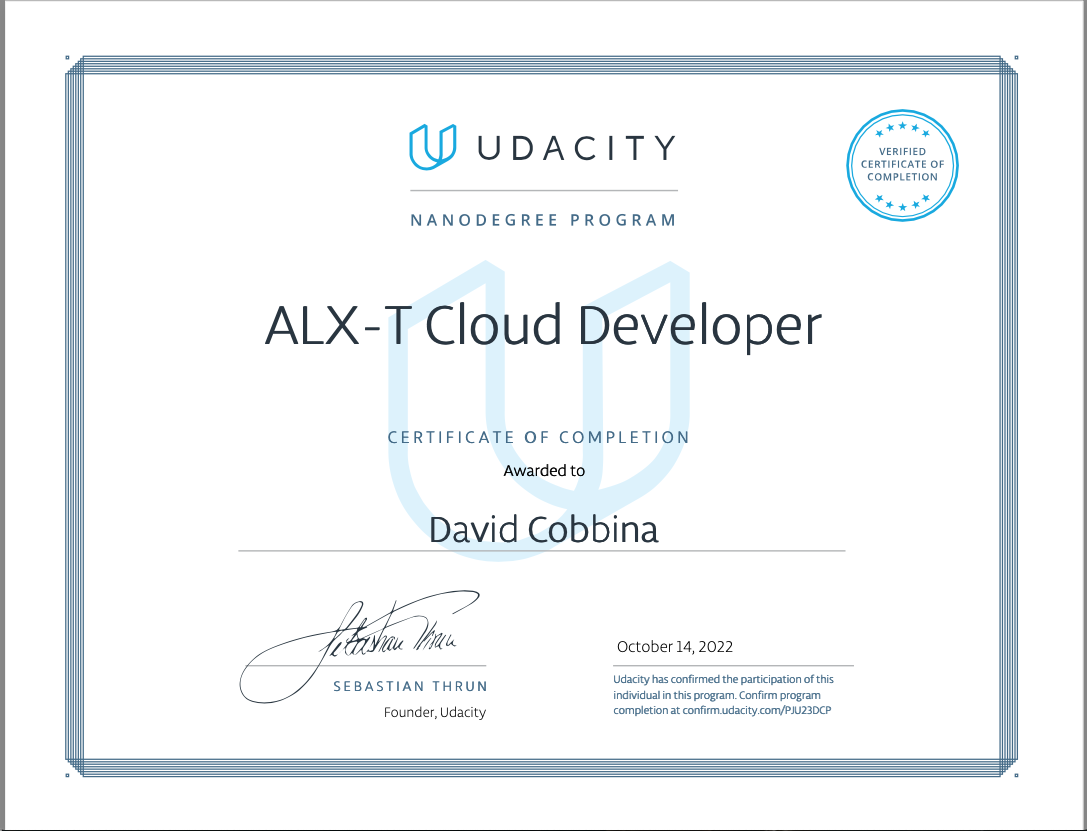 UDACITY
VERIFIED
CERTIFICATE OF
COMPLETION
NANODEGREE PROGRAM
ALX-T Cloud Developer
CERTIFICATE OF COMPLETION
Awarded to
David Cobbina
Sebastian Thrun
SEBASTIAN THRUN
Founder, Udacity
October 14, 2022
Udacity has confirmed the participation of this
individual in this program. Confirm program
completion at confirm.udacity.com/PJU23DCP